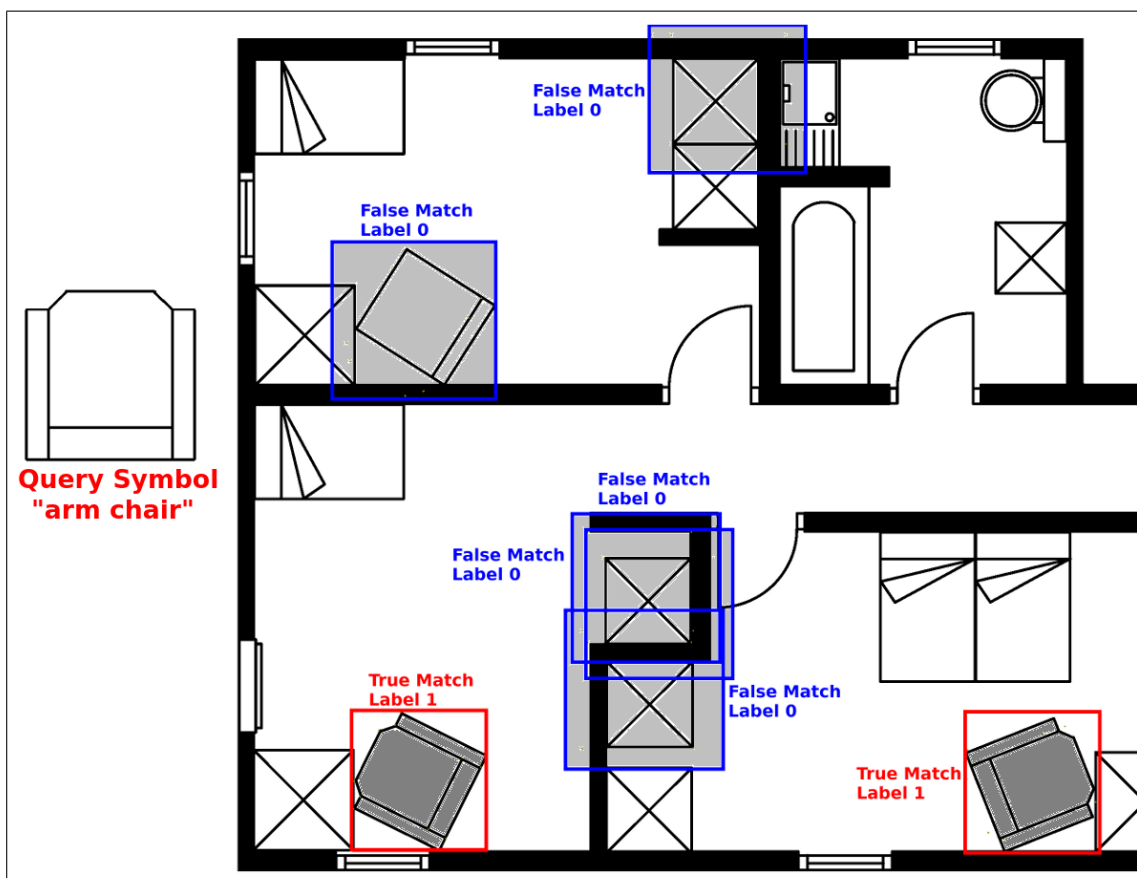 False Match
Label 0
False Match
Label 0
Query Symbol
"arm chair"
False Match
Label 0
False Match
Label 0
True Match
Label 1
False Match
Label 0
True Match
Label 1